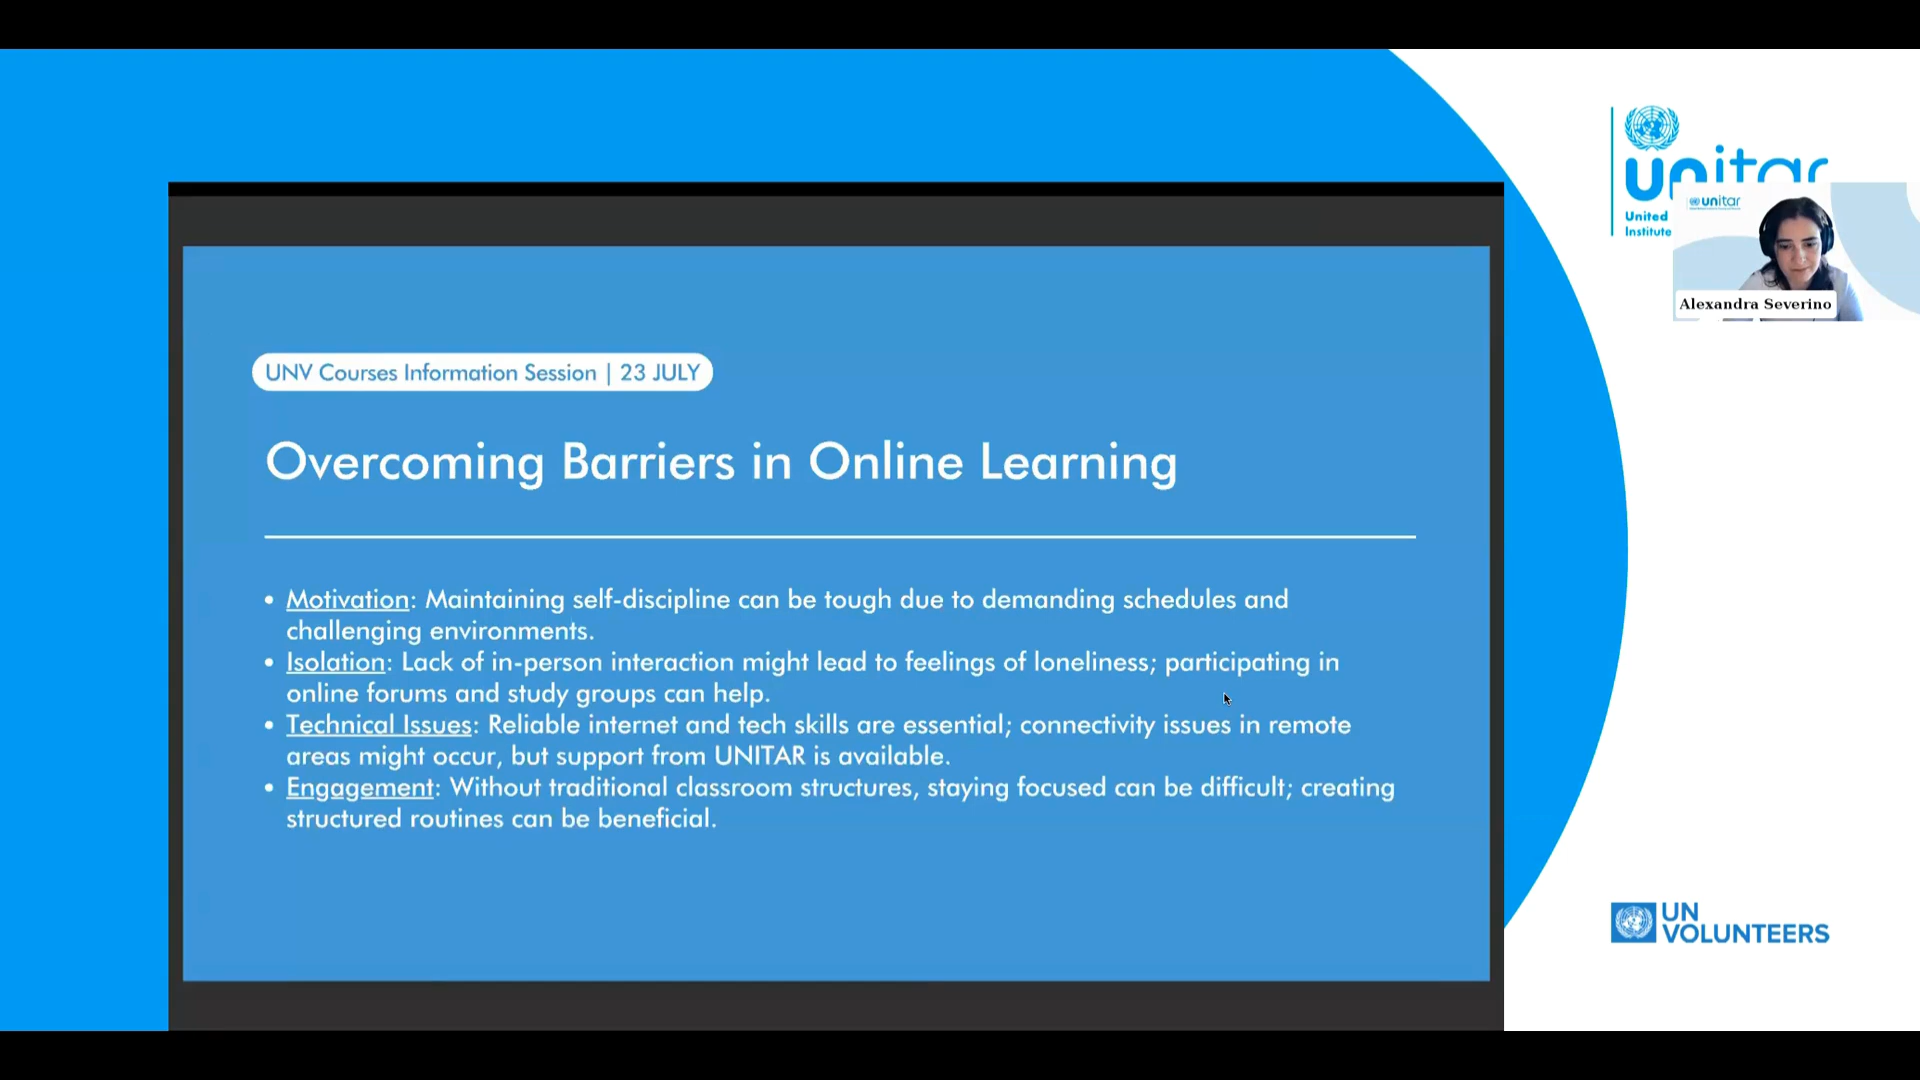 unitar
United
Institute
unitar
Alexandra Severino
UNV Courses Information Session | 23 JULY
Overcoming Barriers in Online Learning
• Motivation: Maintaining self-discipline can be tough due to demanding schedules and
challenging environments.
• Isolation: Lack of in-person interaction might lead to feelings of loneliness; participating in
online forums and study groups can help.
• Technical Issues: Reliable internet and tech skills are essential; connectivity issues in remote
areas might occur, but support from UNITAR is available.
• Engagement: Without traditional classroom structures, staying focused can be difficult; creating
structured routines can be beneficial.
UN
VOLUNTEERS